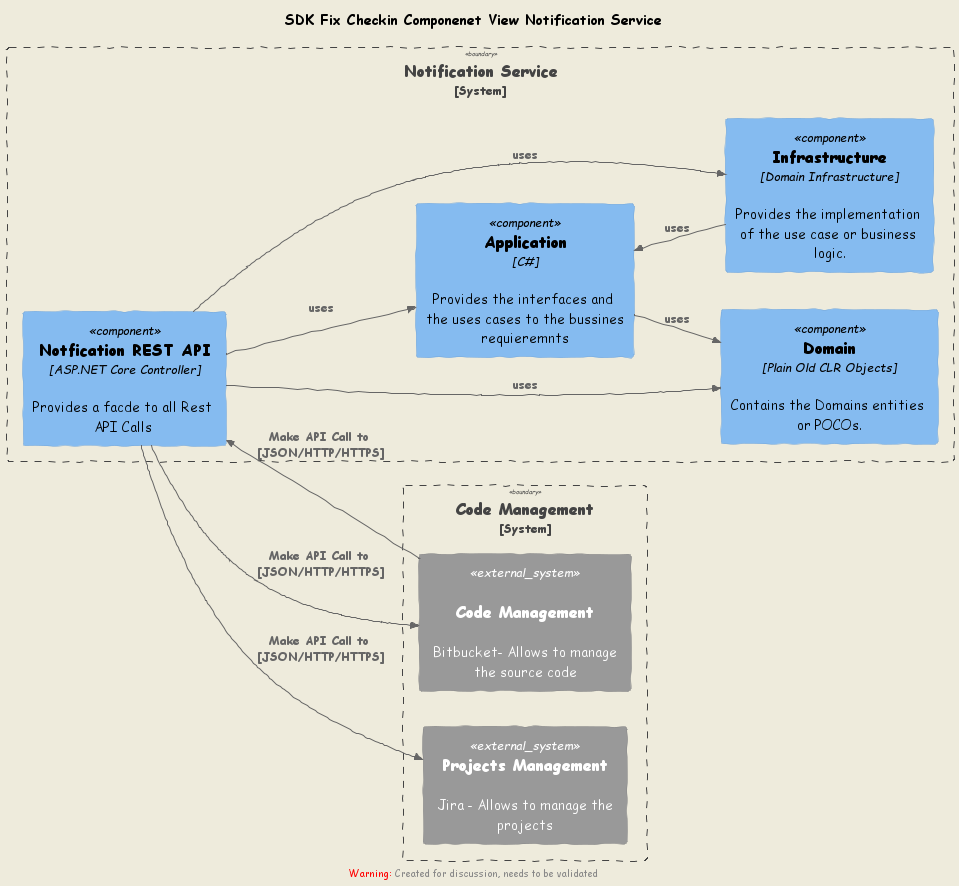 SDK Fix Checkin Componenet View Notification Service
«boundary»
Notification Service
[System]
«component»
Infrastructure
[Domain Infrastructure]
Provides the implementation
of the use case or business
logic.
uses
«component»
Application
[C#]
Provides the interfaces and
the uses cases to the bussines
requieremnts
uses
uses
uses
«component»
Notfication REST API
[ASP.NET Core Controller]
Provides a facde to all Rest
API Calls
«component»
Domain
[Plain Old CLR Objects]
Contains the Domains entities
or POCOs.
uses
Make API Call to
[JSON/HTTP/HTTPS]
«boundary»
Code Management
[System]
Make API Call to
[JSON/HTTP/HTTPS]
«external_system»
Code Management
Bitbucket- Allows to manage
the source code
Make API Call to
[JSON/HTTP/HTTPS]
«external_system»
Projects Management
Jira - Allows to manage the
projects
Warning: Created for discussion, needs to be validated